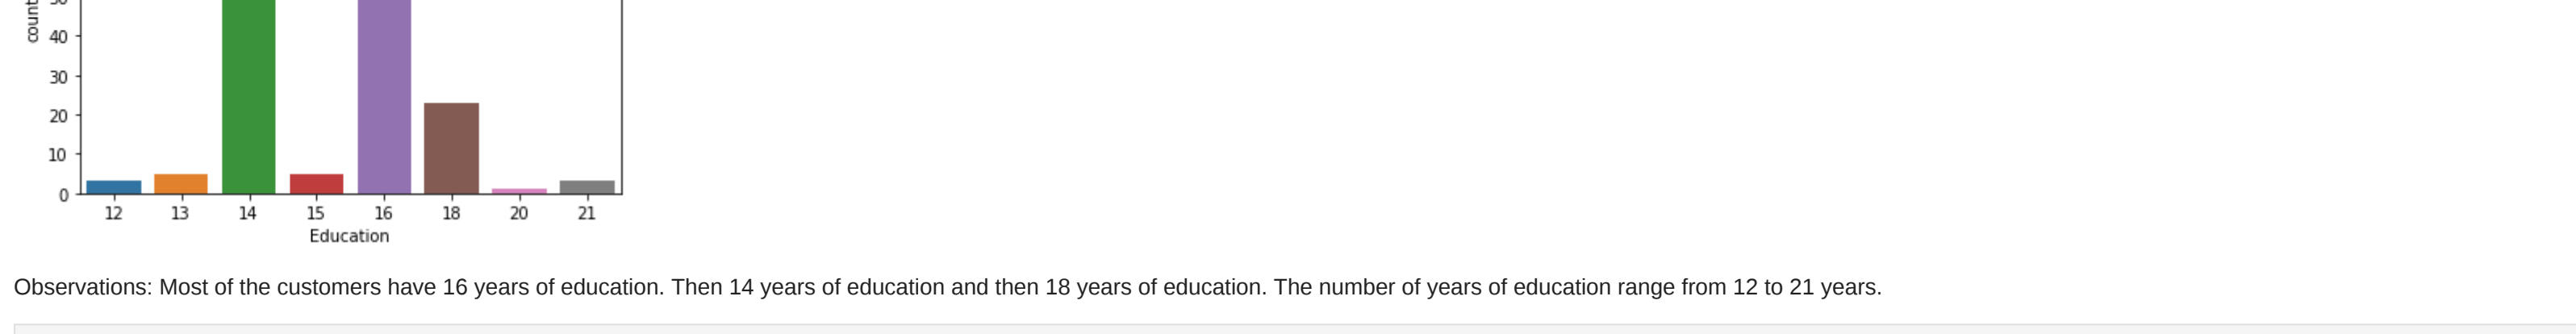 50
count
40
30
20
10
0
12 13 14 15 16 18 20 21
Education
Observations: Most of the customers have 16 years of education. Then 14 years of education and then 18 years of education. The number of years of education range from 12 to 21 years.